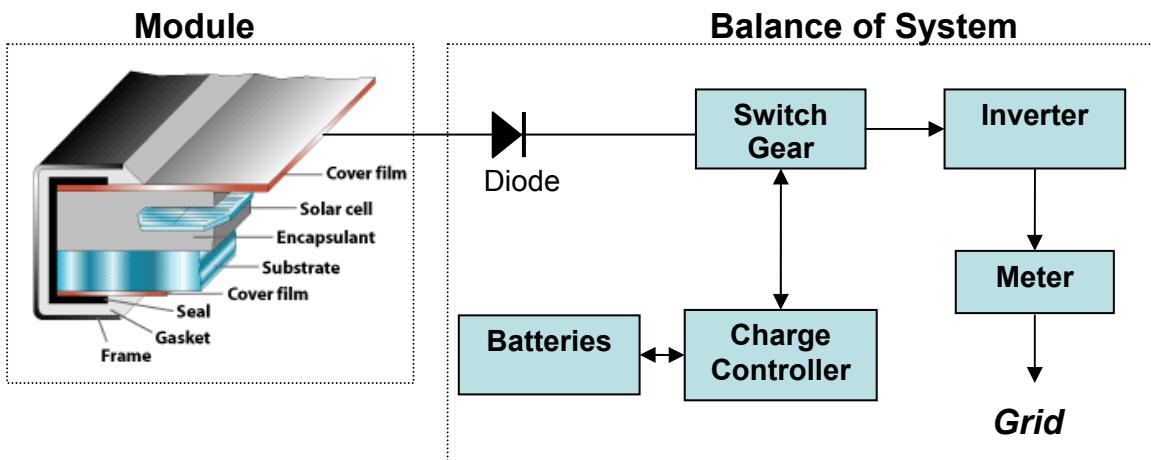 Module
Balance of System
Cover film
Solar cell
Encapsulant
Substrate
Cover film
Seal
Gasket
Frame
Diode
Switch
Gear
Inverter
Meter
Batteries
Charge
Controller
Grid